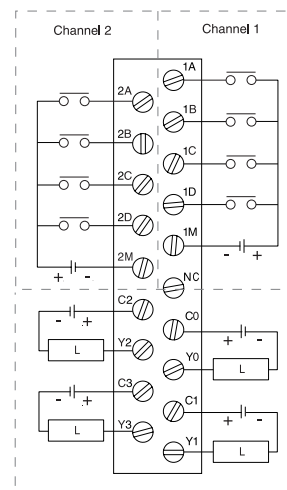 Channel 2
Channel 1
1A
2A
1B
2B
1C
2C
1D
2D
1M
+ -
2M
+ -
NC
C2
C0
- +
+ -
Y2
L
Y0
L
C3
C1
- +
+ -
Y3
L
Y1
L